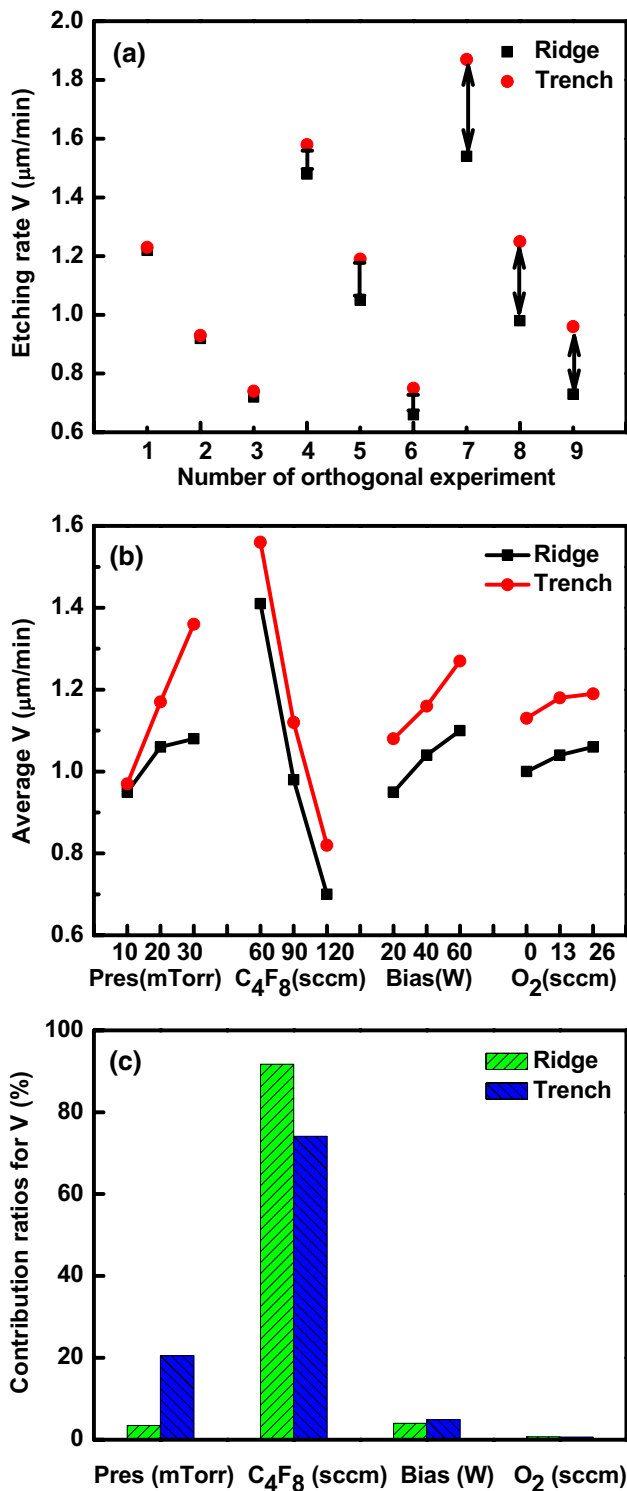 (a)
Ridge
Trench
2.0
1.8
1.6
1.4
1.2
1.0
0.8
0.6
Etching rate V (μm/min)
1 2 3 4 5 6 7 8 9
Number of orthogonal experiment
(b)
Ridge
Trench
1.6
1.4
1.2
1.0
0.8
0.6
Average V (μm/min)
10 20 30 60 90 120 20 40 60 0 13 26
Pres(mTorr) C4F8(sccm) Bias(W) O2(sccm)
(c)
Ridge
Trench
100
80
60
40
20
0
Contribution ratios for V (%)
Pres (mTorr) C4F8 (sccm) Bias (W) O2 (sccm)